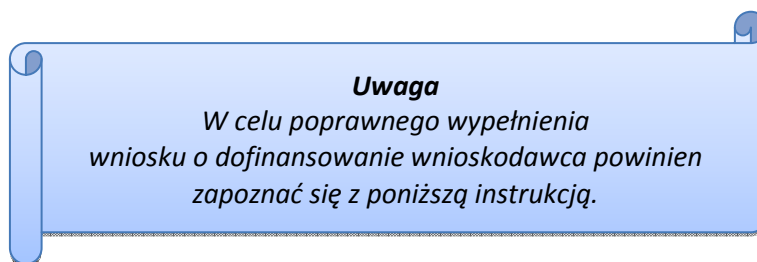 Uwaga
W celu poprawnego wypełnienia
wniosku o dofinansowanie wnioskodawca powinien
zapoznać się z poniższą instrukcją.